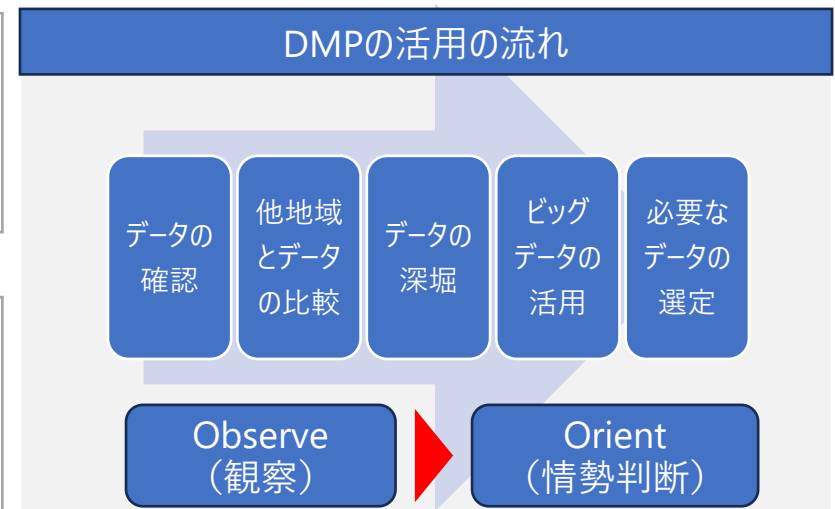 DMPの活用の流れ
データの
確認
他地域
とデータ
の比較
データの
深堀
ビッグ
データの
活用
必要な
データの
選定
Observe
（観察）
Orient
（情勢判断）